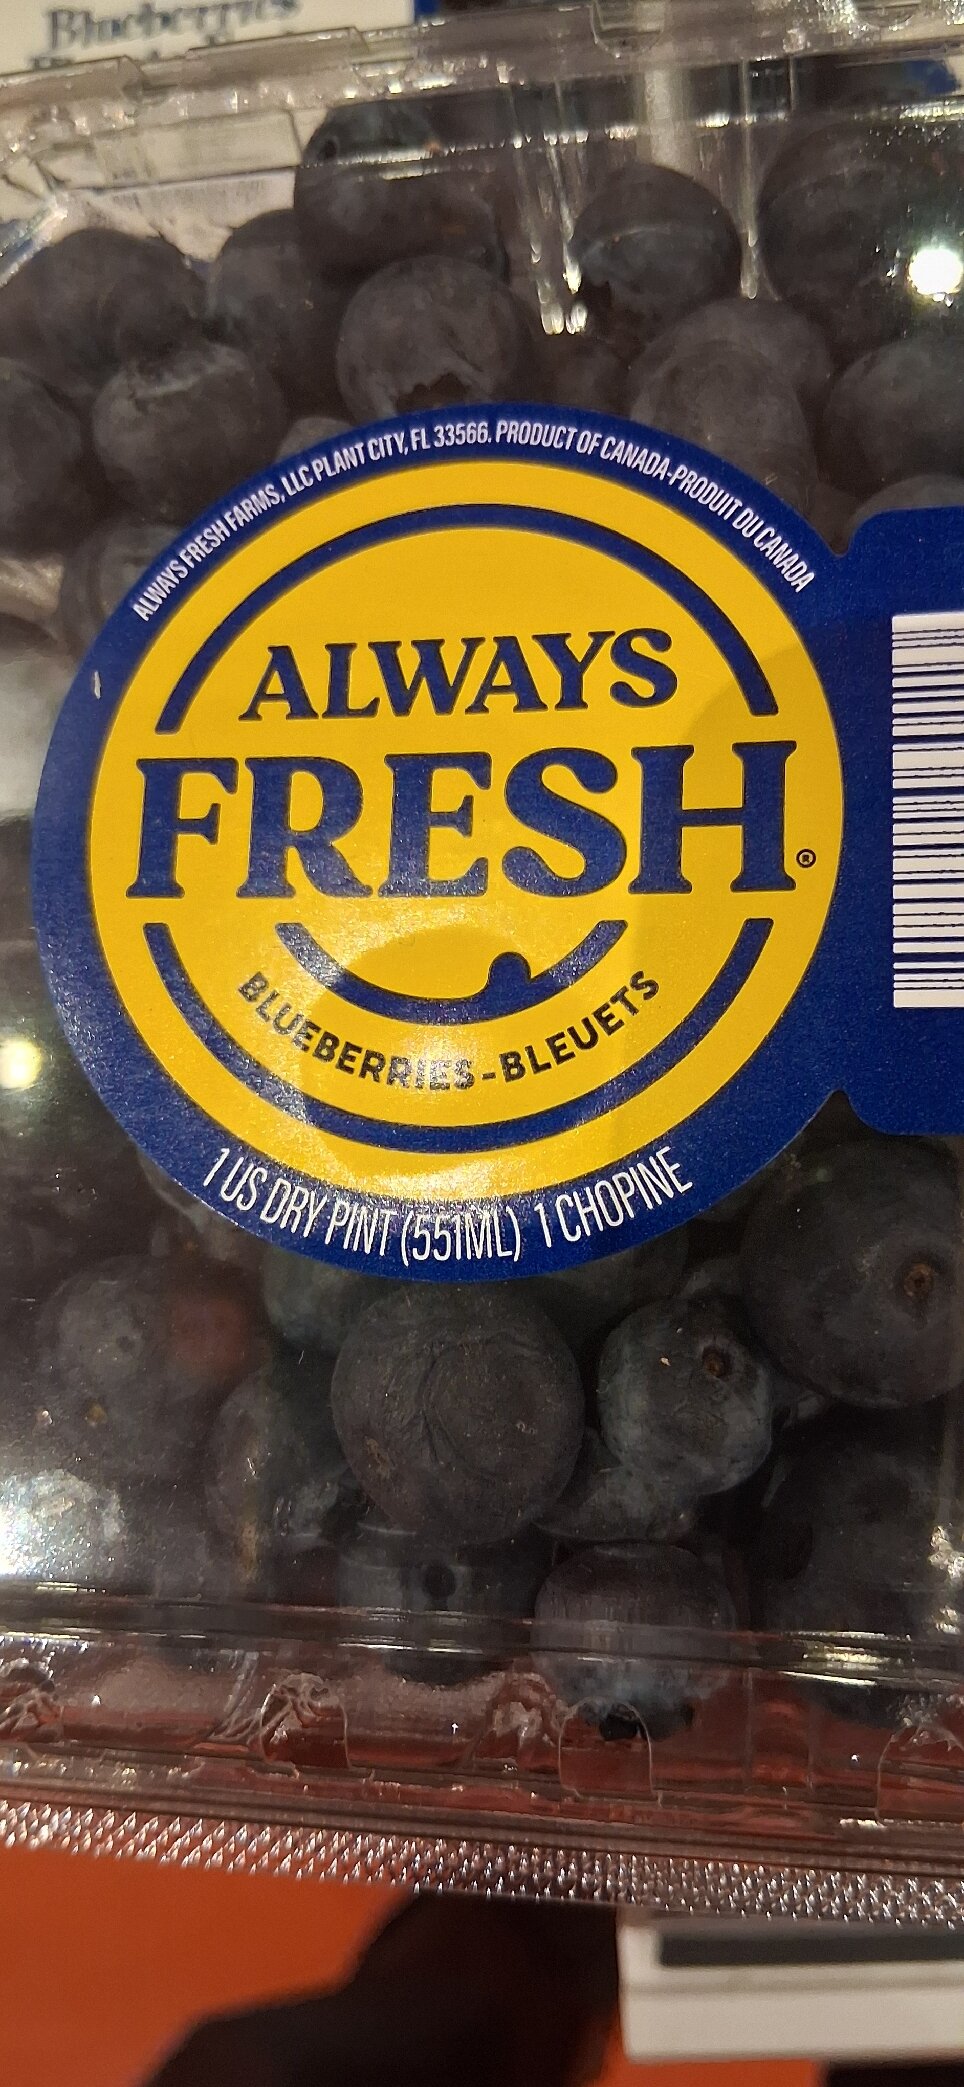 Blueberries
ALWAYS FRESH FARMS, LLC PLANT CITY, FL 33566. PRODUCT OF CANADA-PRODUIT DU CANADA
ALWAYS
FRESH®
BLUEBERRIES-BLEUETS
1 US DRY PINT (551ML) 1 CHOPINE